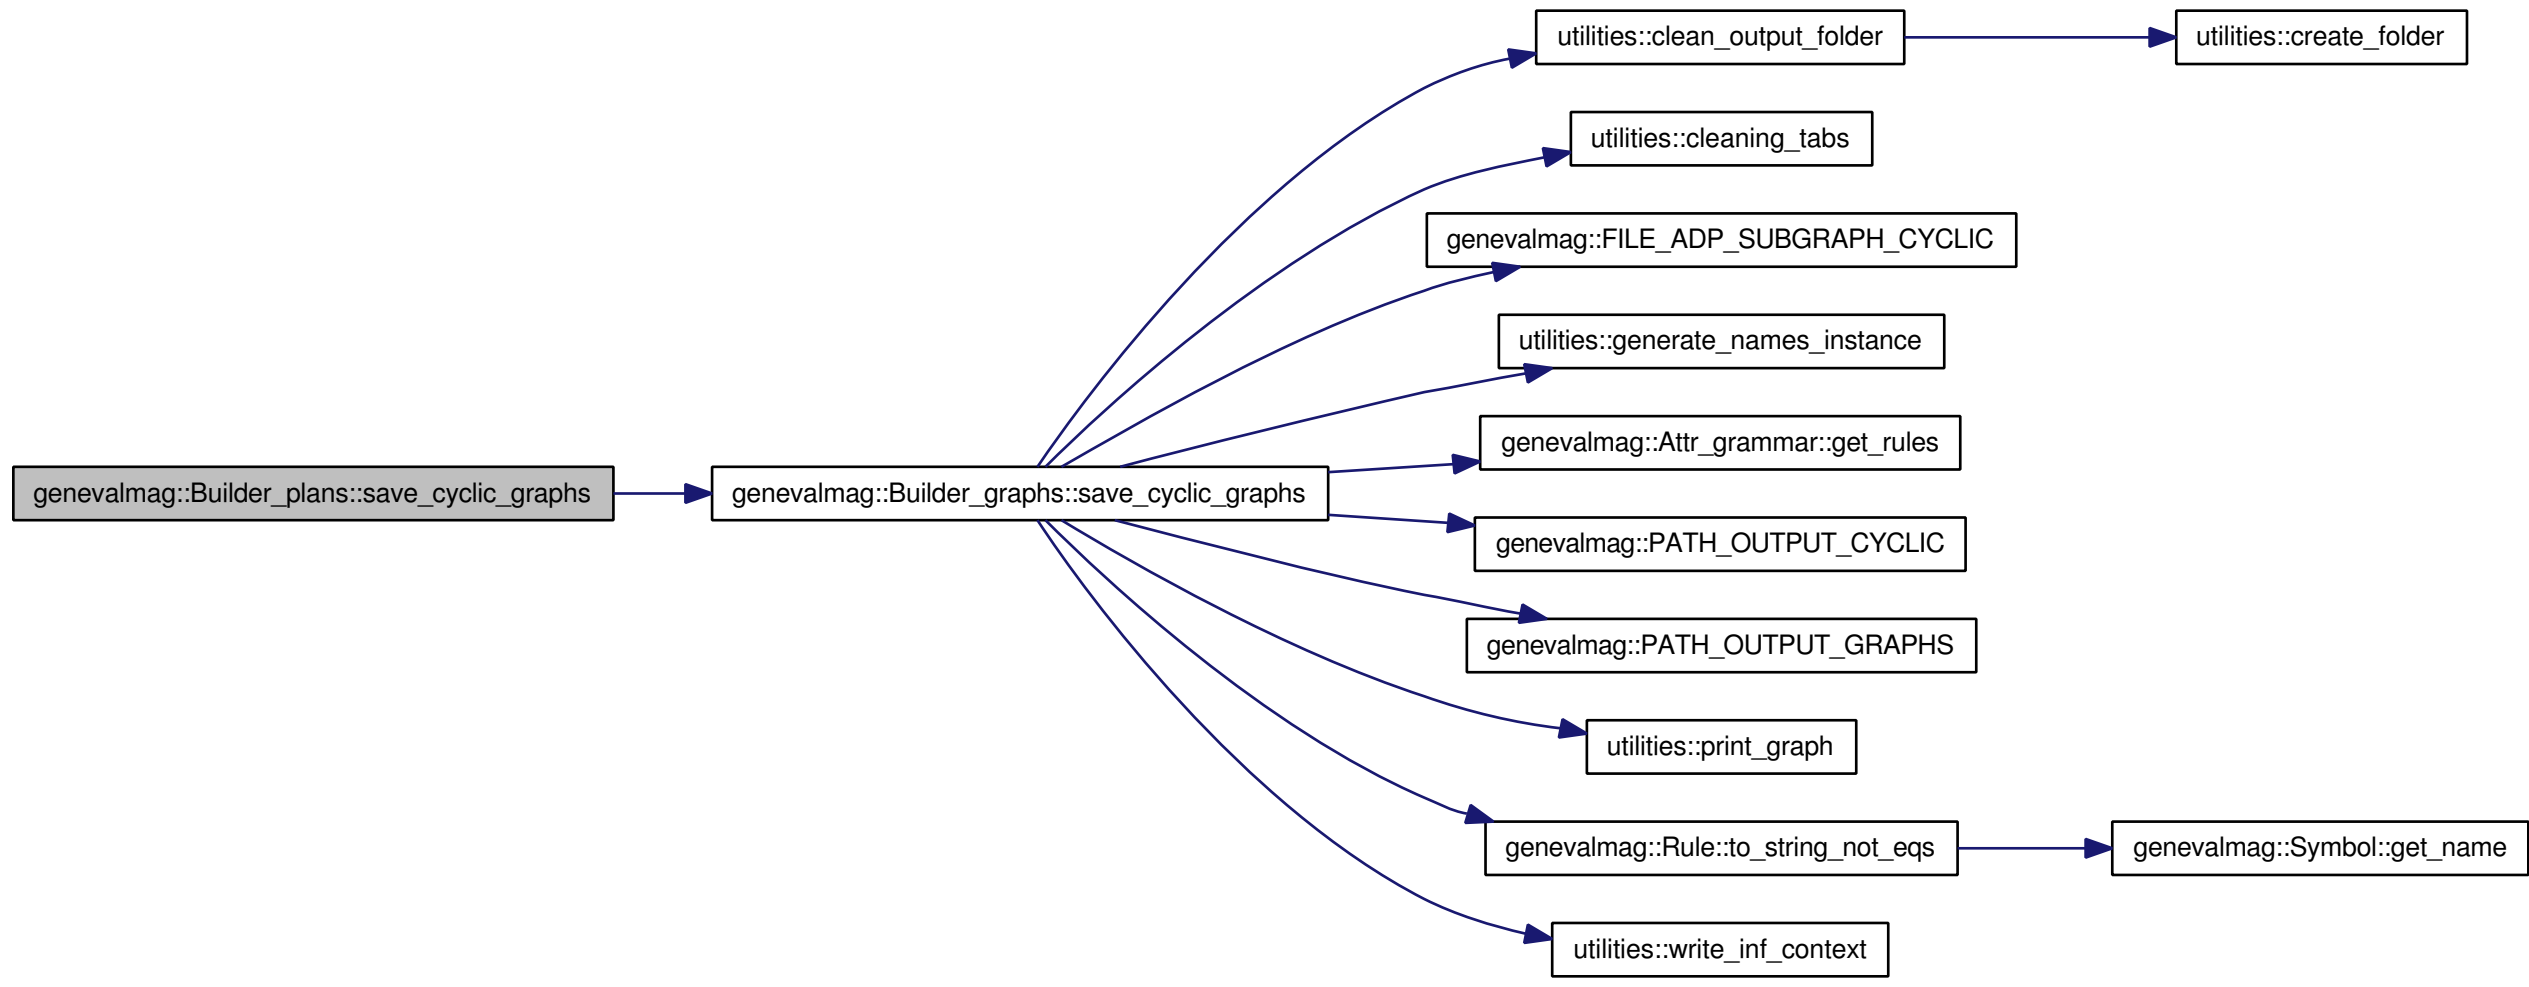 utilities::clean_output_folder
utilities::create_folder
utilities::cleaning_tabs
genevalmag::FILE_ADP_SUBGRAPH_CYCLIC
utilities::generate_names_instance
genevalmag::Attr_grammar::get_rules
genevalmag::Builder_plans::save_cyclic_graphs
genevalmag::Builder_graphs::save_cyclic_graphs
genevalmag::PATH_OUTPUT_CYCLIC
genevalmag::PATH_OUTPUT_GRAPHS
utilities::print_graph
genevalmag::Rule::to_string_not_eqs
genevalmag::Symbol::get_name
utilities::write_inf_context